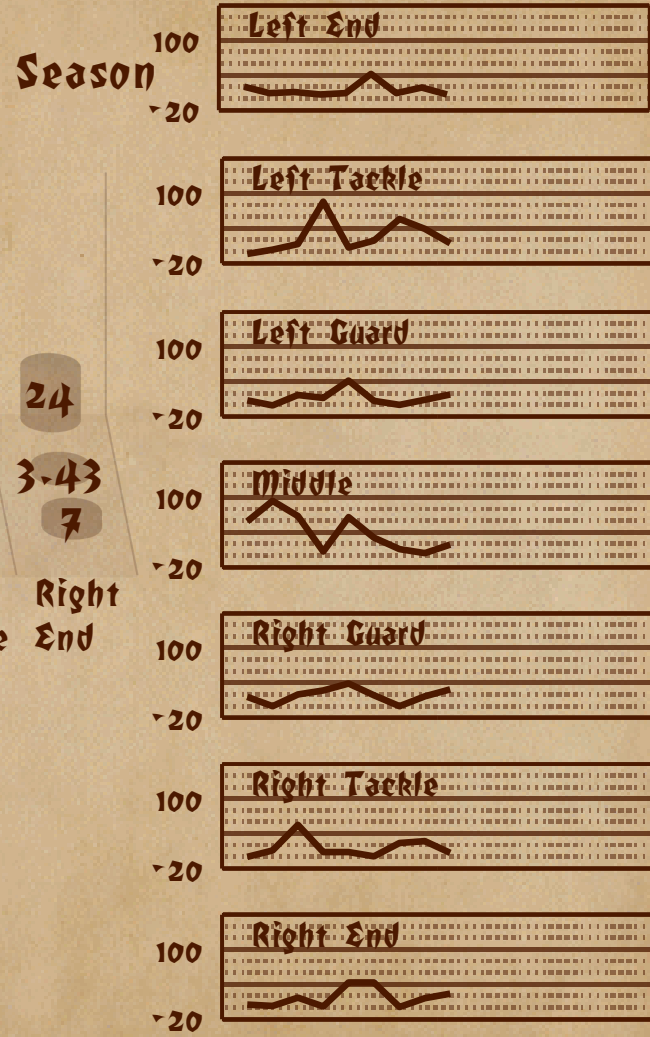 Left End
100
Season
-20
Left Tackle
100
-20
Left Guard
100
24
-20
3-43
Middle
100
7
-20
Right
Right Guard
e End
100
-20
Right Tackle
100
-20
Right End
100
-20